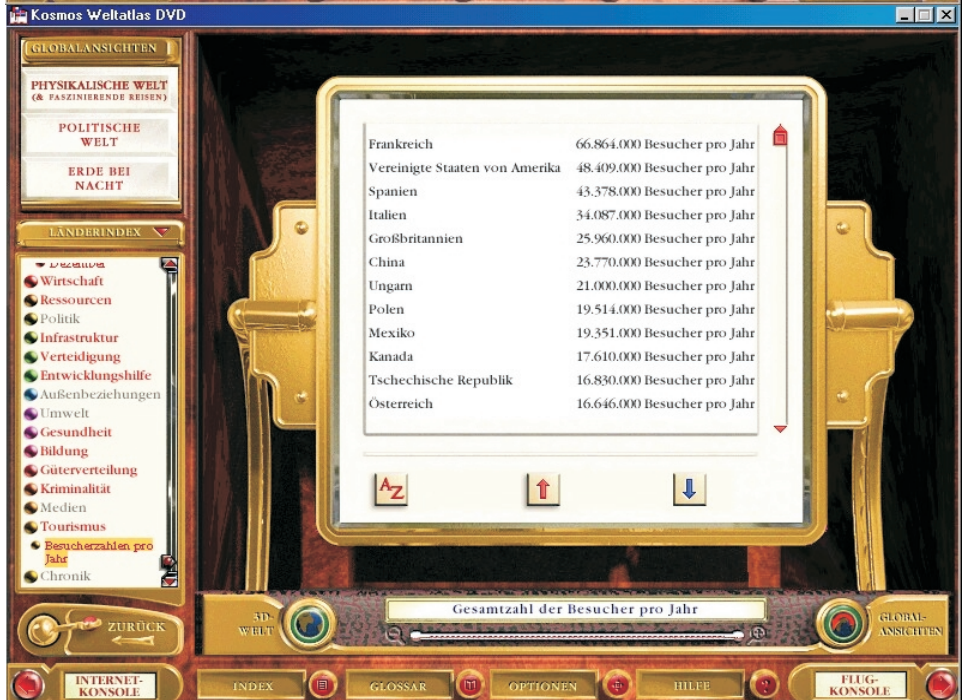 Kosmos Weltatlas DVD
GLOBALANSICHTEN
PHYSIKALISCHE WELT
(& FASZINIERENDE REISEN)
POLITISCHE
WELT
ERDE BEI
NACHT
LÄNDERINDEX
Dezember
Wirtschaft
Ressourcen
Politik
Infrastruktur
Verteidigung
Entwicklungshilfe
Außenbeziehungen
Umwelt
Gesundheit
Bildung
Güterverteilung
Kriminalität
Medien
Tourismus
Besucherzahlen pro
Jahr
Chronik
ZURÜCK
Frankreich 66.864.000 Besucher pro Jahr
Vereinigte Staaten von Amerika 48.409.000 Besucher pro Jahr
Spanien 43.378.000 Besucher pro Jahr
Italien 34.087.000 Besucher pro Jahr
Großbritannien 25.960.000 Besucher pro Jahr
China 23.770.000 Besucher pro Jahr
Ungarn 21.000.000 Besucher pro Jahr
Polen 19.514.000 Besucher pro Jahr
Mexiko 19.351.000 Besucher pro Jahr
Kanada 17.610.000 Besucher pro Jahr
Tschechische Republik 16.830.000 Besucher pro Jahr
Österreich 16.646.000 Besucher pro Jahr
AZ
3D-
WELT
Gesamtzahl der Besucher pro Jahr
GLOBAL-
ANSICHTEN
INTERNET-
KONSOLE
INDEX
GLOSSAR
OPTIONEN
HILFE
FLUG-
KONSOLE